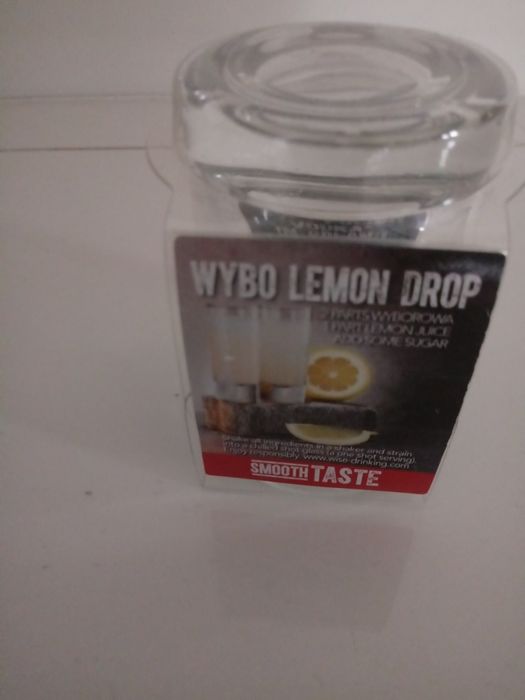 WYBO LEMON DROP
2 PARTS WYBOROWA
1 PART LEMON JUICE
ADD SOME SUGAR
Shake all ingredients in a shaker and strain
into a chilled shot glass (a one shot serving).
Enjoy responsibly. www.wise-drinking.com
SMOOTH TASTE